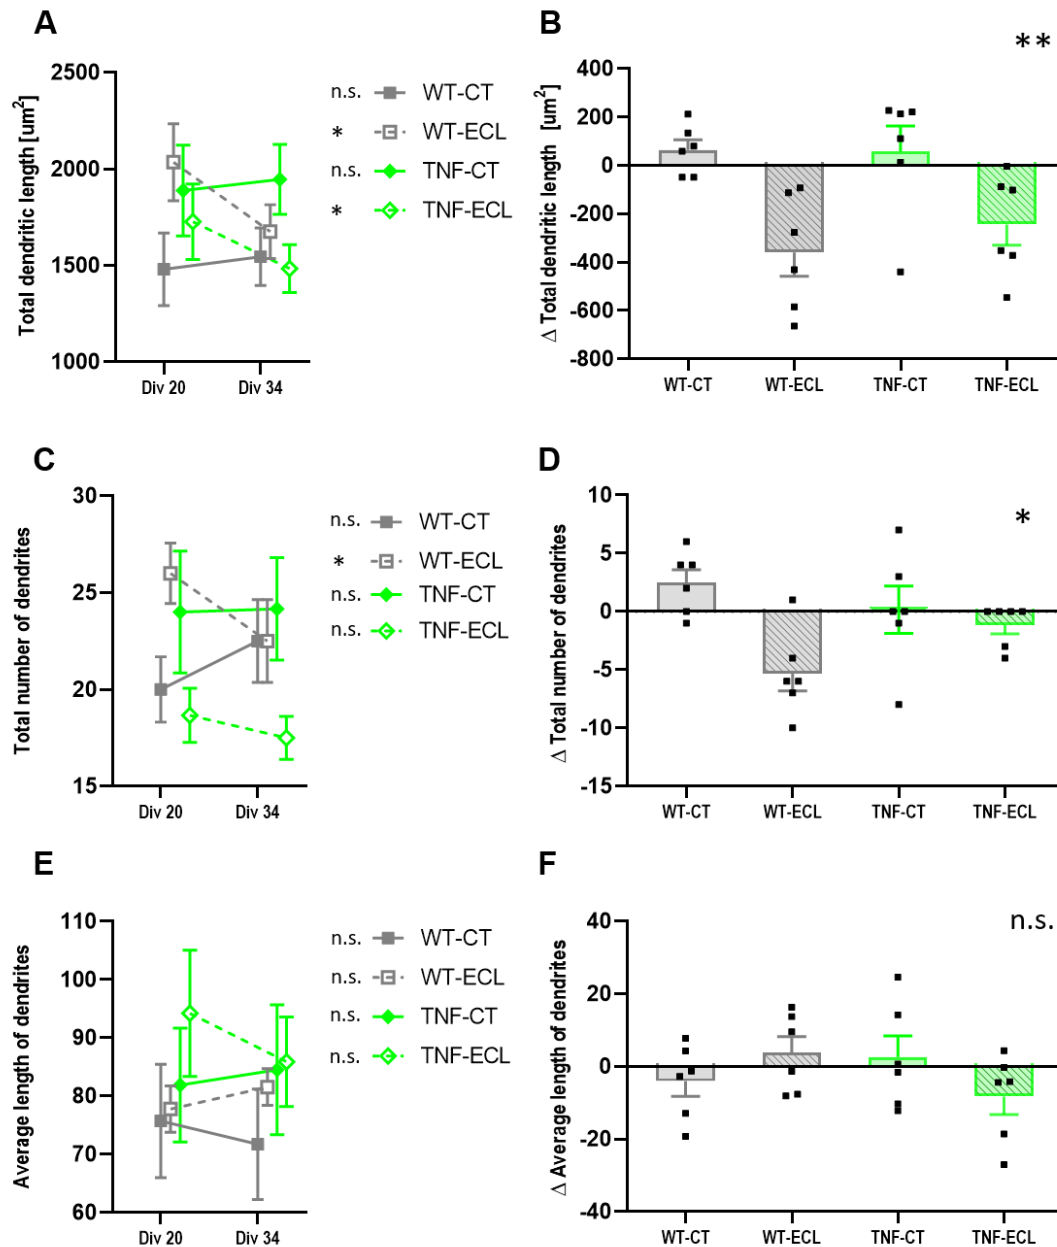 A
Total dendritic length [um²]
2500
2000
1500
1000
Div 20
Div 34
n.s. WT-CT
* WT-ECL
n.s. TNF-CT
* TNF-ECL
B
**
Δ Total dendritic length [um²]
400
200
0
-200
-400
-600
-800
WT-CT
WT-ECL
TNF-CT
TNF-ECL
C
Total number of dendrites
30
25
20
15
Div 20
Div 34
n.s. WT-CT
* WT-ECL
n.s. TNF-CT
n.s. TNF-ECL
D
*
Δ Total number of dendrites
10
5
0
-5
-10
-15
WT-CT
WT-ECL
TNF-CT
TNF-ECL
E
Average length of dendrites
110
100
90
80
70
60
Div 20
Div 34
n.s. WT-CT
n.s. WT-ECL
n.s. TNF-CT
n.s. TNF-ECL
F
n.s.
Δ Average length of dendrites
40
20
0
-20
-40
WT-CT
WT-ECL
TNF-CT
TNF-ECL